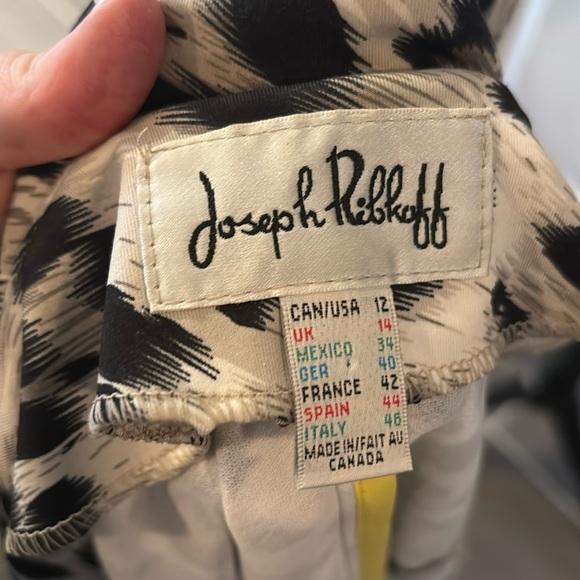 Joseph Ribkoff
CAN/USA 12
UK 14
MEXICO 34
GER 40
FRANCE 42
SPAIN 44
ITALY 46
MADE IN/FAIT AU
CANADA